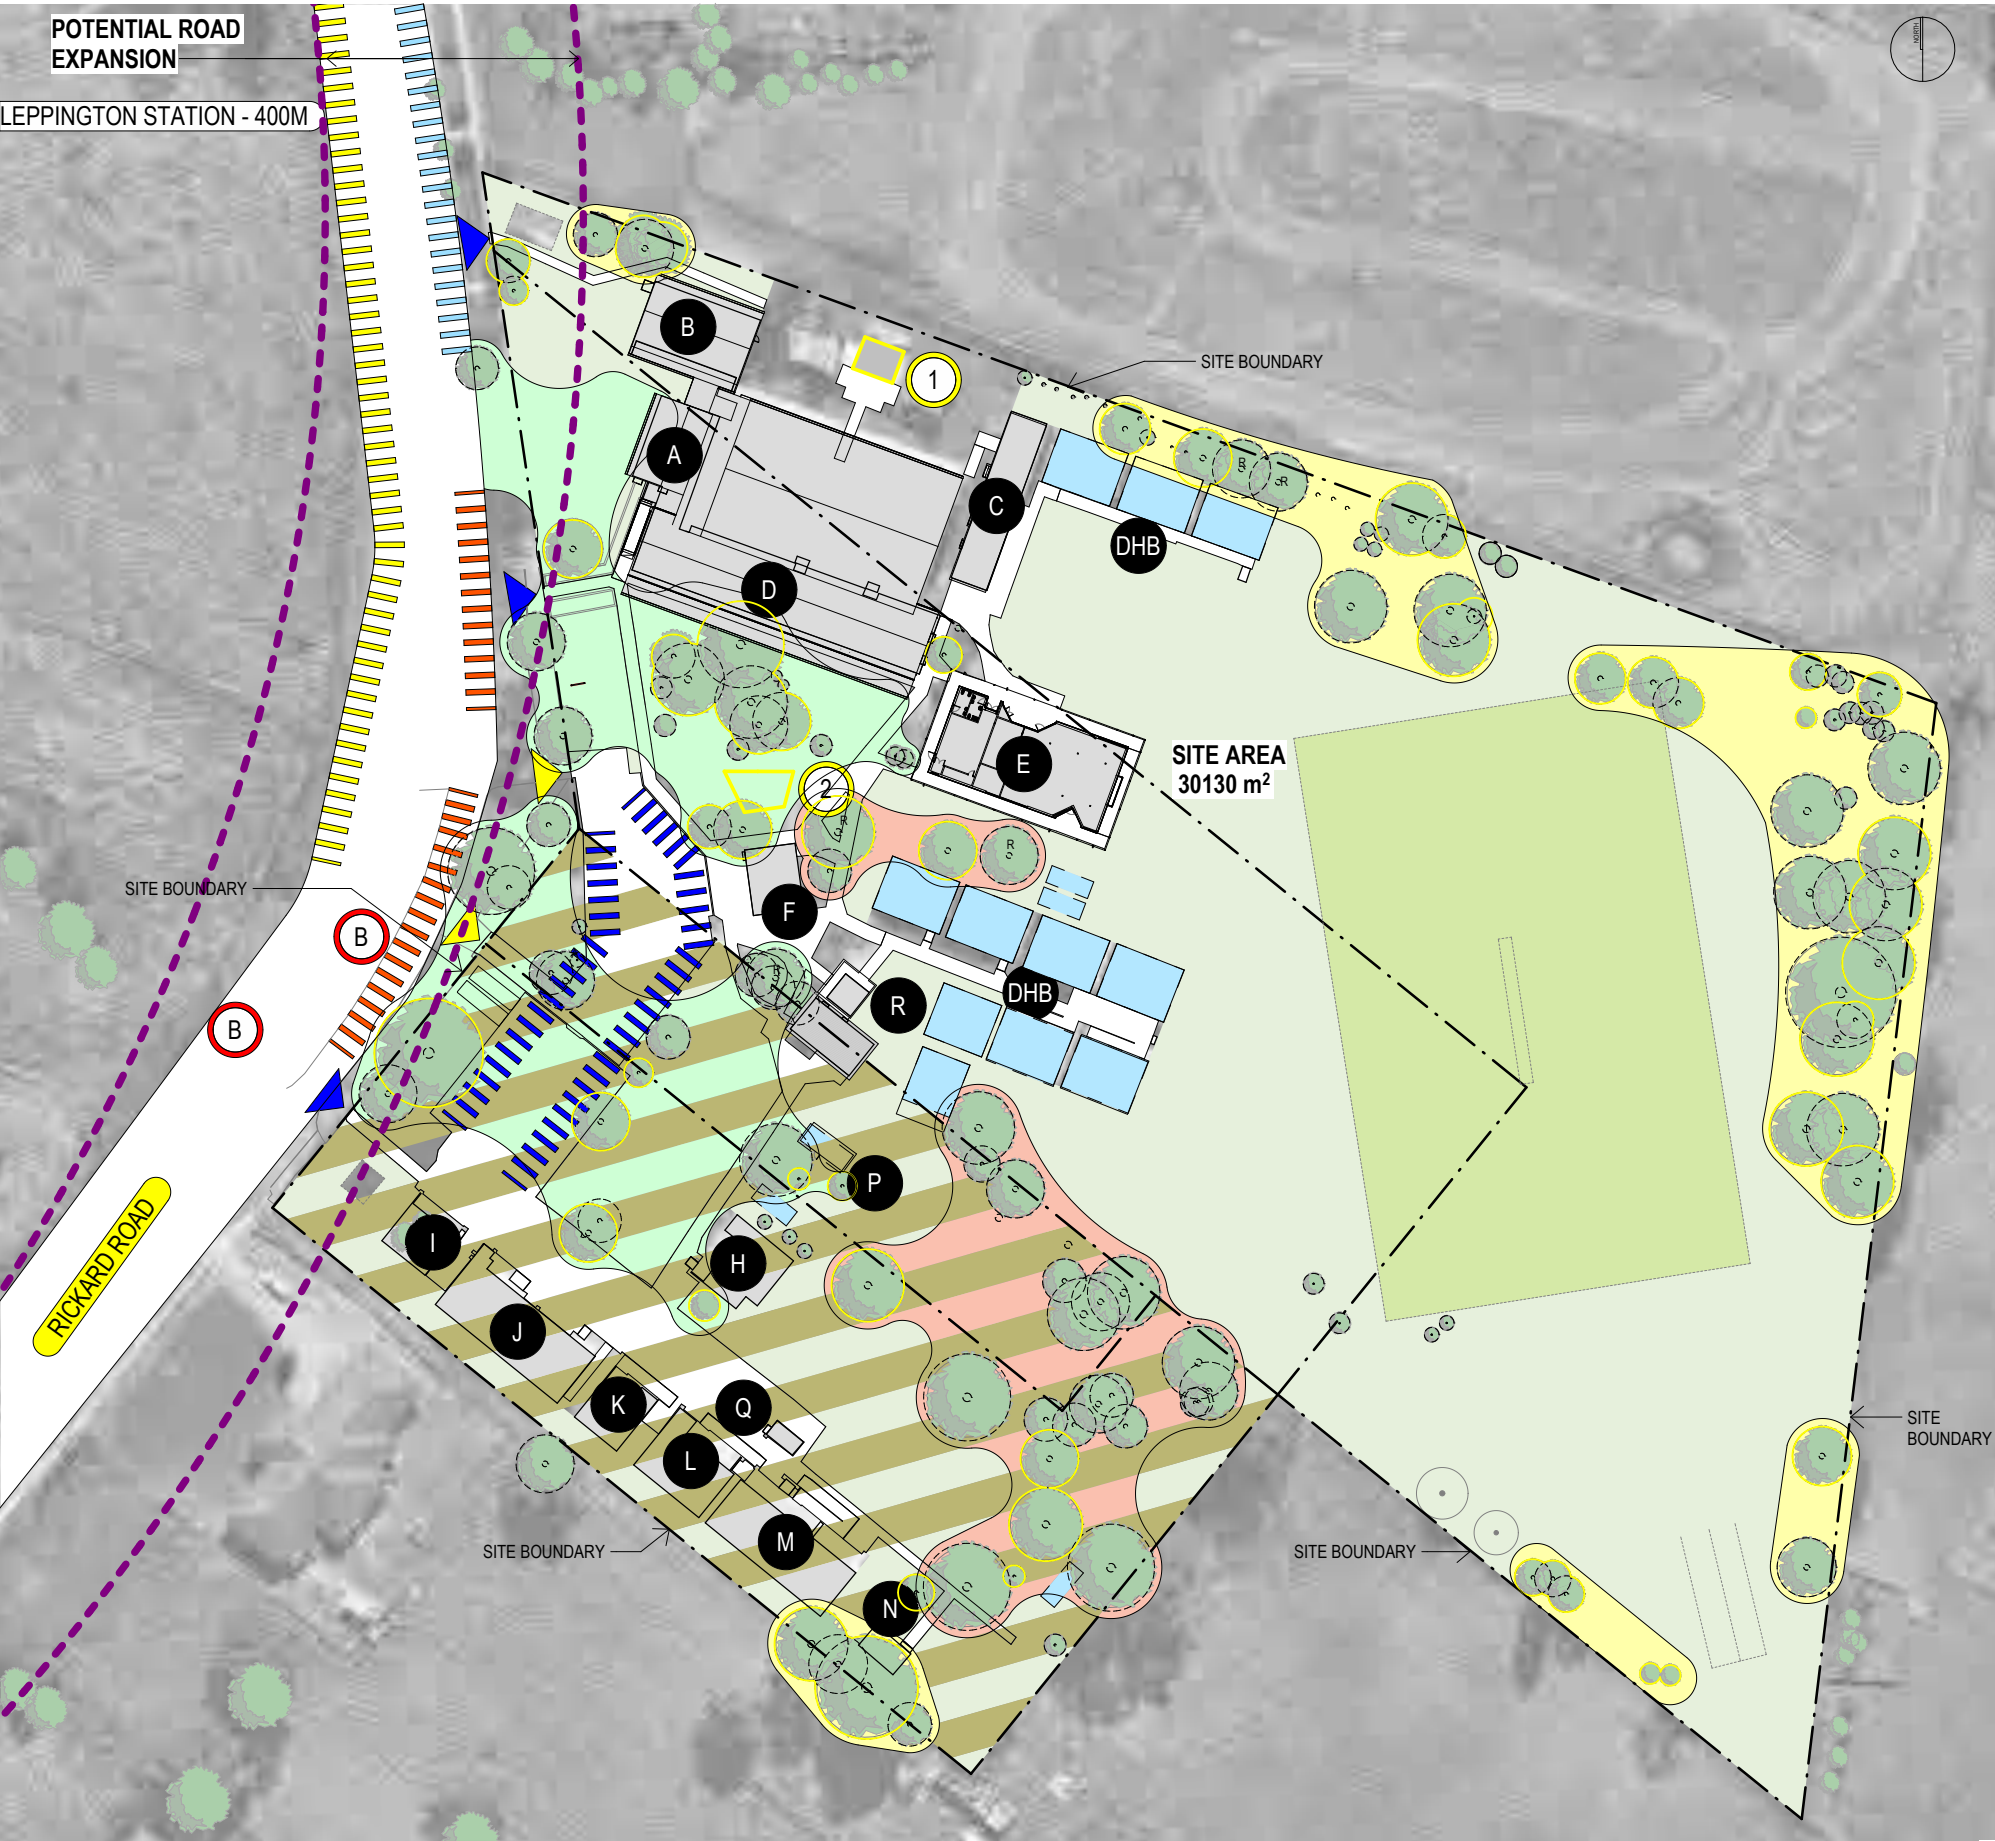 POTENTIAL ROAD
EXPANSION
NORTH
LEPPINGTON STATION - 400M
B
1
SITE BOUNDARY
A
C
R
R
DHB
D
E
SITE AREA
30130 m²
2
R
R
SITE BOUNDARY
F
B
DHB
R
B
P
I
H
RICKARD ROAD
J
K
Q
L
SITE
BOUNDARY
M
SITE BOUNDARY
SITE BOUNDARY
N